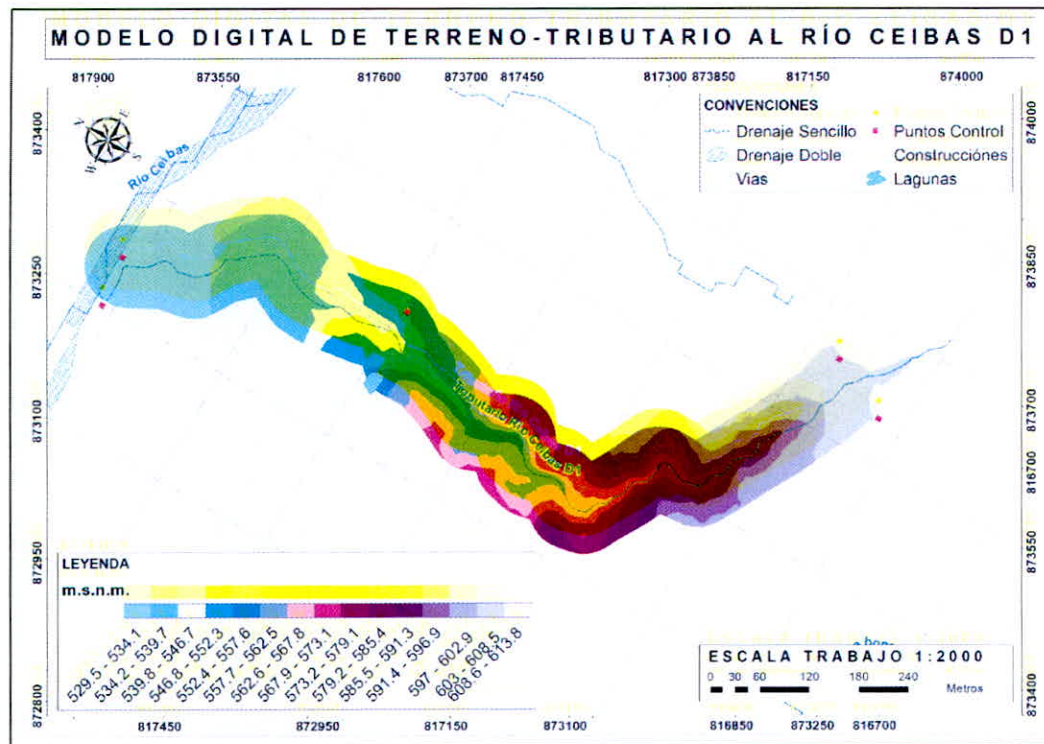 MODELO DIGITAL DE TERRENO-TRIBUTARIO AL RÍO CEIBAS D1
817900 873550 817600 873700 817450 817300 873850 817150 874000
873400
873250
873100
872950
872800
N E
W S
Río Ceibas
CONVENCIONES
Drenaje Sencillo
Drenaje Doble
Vias
Puntos Control
Construcciónes
Lagunas
Tributario Río Ceibas D1
874000
873850
873700
816700
873550
873400
LEYENDA
m.s.n.m.
529.5 - 534.1
534.2 - 539.7
539.8 - 546.7
546.8 - 552.3
552.4 - 557.6
557.7 - 562.5
562.6 - 567.8
567.9 - 573.1
573.2 - 579.1
579.2 - 585.4
585.5 - 591.3
591.4 - 596.9
597 - 602.9
603 - 608.5
608.6 - 613.8
ESCALA TRABAJO 1:2000
0 30 60 120 180 240 Metros
817450 872950 817150 873100 816850 873250 816700